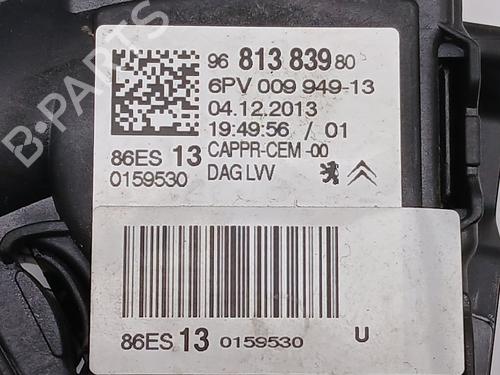 96 813 839 80
6PV 009 949-13
04.12.2013
19:49:56 / 01
86ES 13 CAPPR-CEM -00
0159530 DAG LVV
86ES 13 0159530 U
B-PARTS